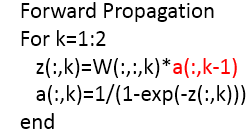 Forward Propagation
For k=1:2
z(:,k)=W(:,:,k)*a(:,k-1)
a(:,k)=1/(1-exp(-z(:,k)))
end